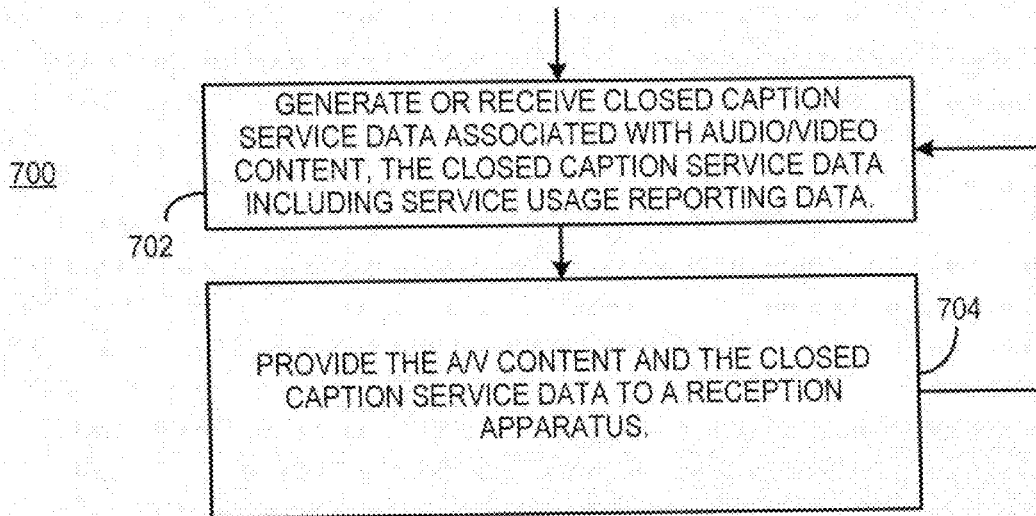 GENERATE OR RECEIVE CLOSED CAPTION
SERVICE DATA ASSOCIATED WITH AUDIO/VIDEO
CONTENT, THE CLOSED CAPTION SERVICE DATA
INCLUDING SERVICE USAGE REPORTING DATA.
700
702
704
PROVIDE THE A/V CONTENT AND THE CLOSED
CAPTION SERVICE DATA TO A RECEPTION
APPARATUS.